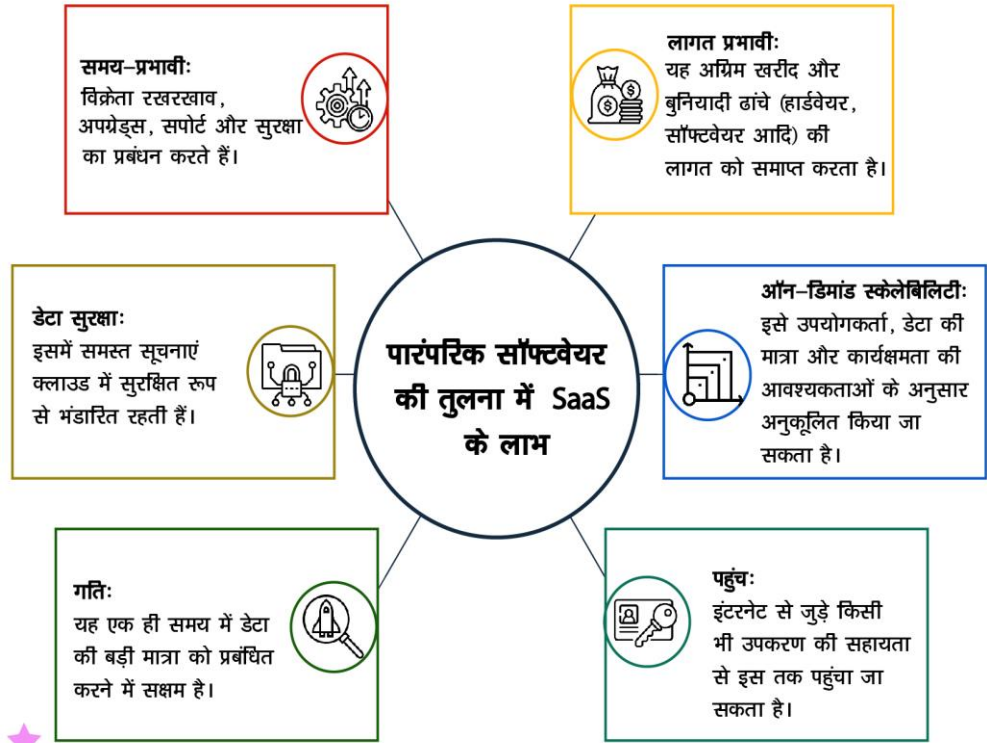 समय-प्रभावी:
विक्रेता रखरखाव,
अपग्रेड्स, सपोर्ट और सुरक्षा
का प्रबंधन करते हैं।
लागत प्रभावी:
यह अग्रिम खरीद और
बुनियादी ढांचे (हार्डवेयर,
सॉफ्टवेयर आदि) की
लागत को समाप्त करता है।
डेटा सुरक्षा:
इसमें समस्त सूचनाएं
क्लाउड में सुरक्षित रूप
से भंडारित रहती हैं।
पारंपरिक सॉफ्टवेयर
की तुलना में SaaS
के लाभ
ऑन-डिमांड स्केलेबिलिटी:
इसे उपयोगकर्ता, डेटा की
मात्रा और कार्यक्षमता की
आवश्यकताओं के अनुसार
अनुकूलित किया जा
सकता है।
गति:
यह एक ही समय में डेटा
की बड़ी मात्रा को प्रबंधित
करने में सक्षम है।
पहुंच:
इंटरनेट से जुड़े किसी
भी उपकरण की सहायता
से इस तक पहुंचा जा
सकता है।